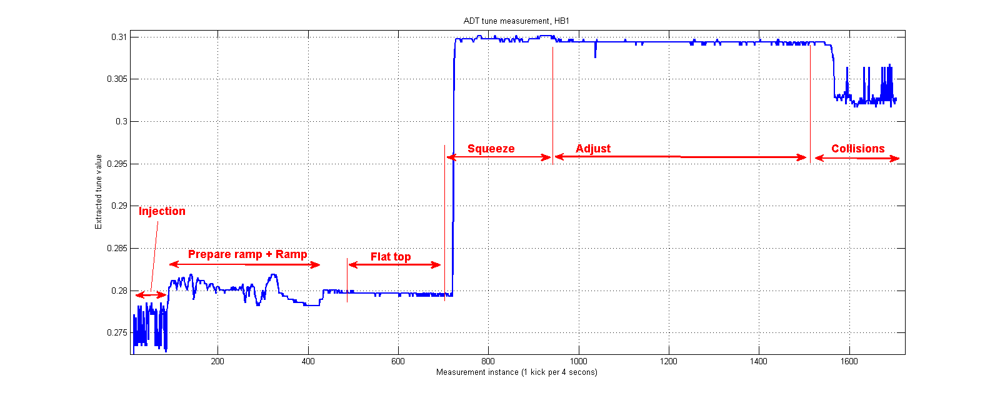 ADT tune measurement, HB1
0.31
0.305
0.3
0.295
0.29
0.285
0.28
0.275
Extracted tune value
Squeeze
Adjust
Collisions
Injection
Prepare ramp + Ramp
Flat top
200
400
600
800
1000
1200
1400
1600
Measurement instance (1 kick per 4 secons)